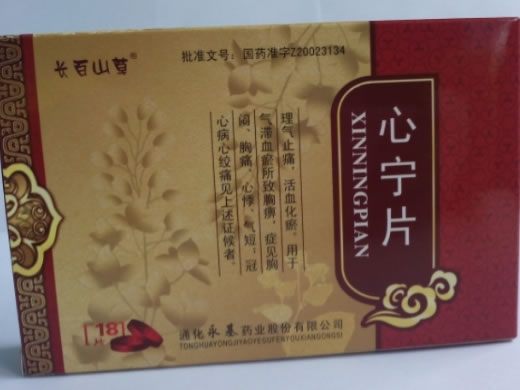 长百山草®
批准文号：国药准字Z20023134
心宁片
XINNINGPIAN
理气止痛，活血化瘀。用于
气滞血瘀所致胸痹，症见胸
闷、胸痛、心悸、气短；冠
心病心绞痛见上述证候者。
18
片
通化永基药业股份有限公司
TONGHUAYONGJIYAOYEGUFENYOUXIANGONGSI